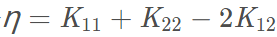 η = K₁₁ + K₂₂ − 2K₁₂